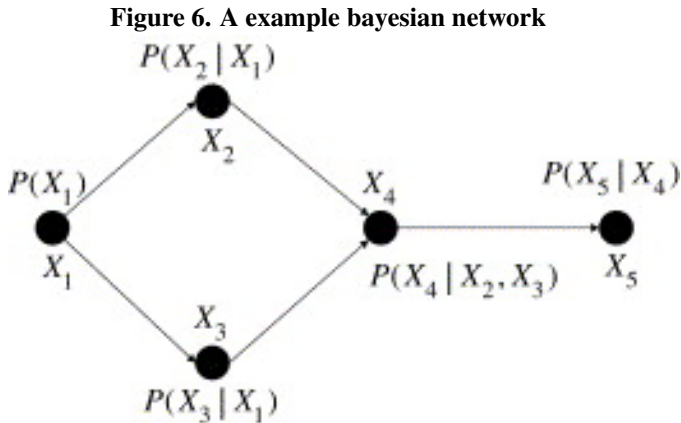 Figure 6. A example bayesian network
P(X₂ | X₁)
X₂
P(X₁)
X₁
X₄
P(X₅ | X₄)
P(X₄ | X₂, X₃)
X₅
X₃
P(X₃ | X₁)